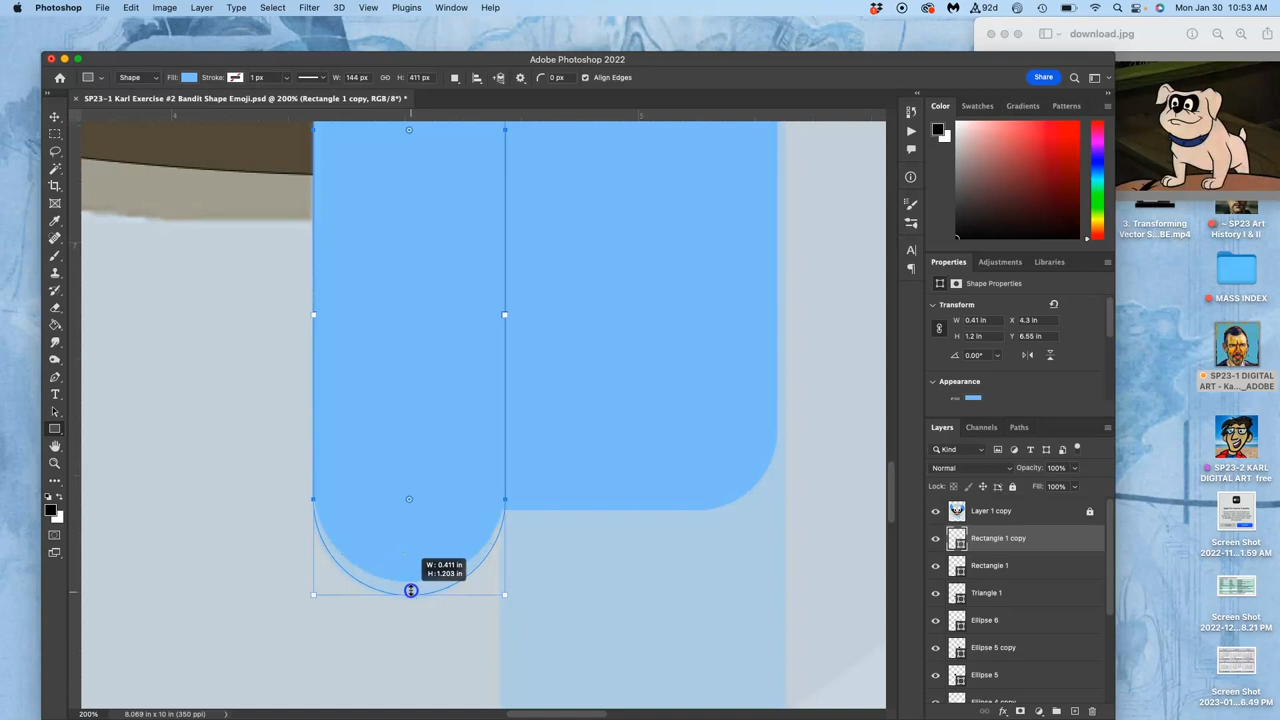 Photoshop File Edit Image Layer Type Select Filter 3D View Plugins Window Help
92d Mon Jan 30 10:53 AM
download.jpg
Adobe Photoshop 2022
Shape Fill: Stroke: 1 px W: 144 px H: 411 px 0 px Align Edges Share
SP23-1 Karl Exercise #2 Bandit Shape Emoji.psd @ 200% (Rectangle 1 copy, RGB/8*) *
4 5
7
Color Swatches Gradients Patterns
3. Transforming
Vector S...BE.mp4
~ SP23 Art
History I & II
MASS INDEX
SP23-1 DIGITAL
ART - Ka..._ADOBE
SP23-2 KARL
DIGITAL ART free
Screen Shot
2022-11...1.59 AM
Screen Shot
2022-12...8.21 PM
Screen Shot
2023-01...6.49 PM
Properties Adjustments Libraries
Shape Properties
Transform
W 0.41 in X 4.3 in
H 1.2 in Y 6.55 in
0.00°
Appearance
W: 0.411 in
H: 1.203 in
Layers Channels Paths
Kind
Normal Opacity: 100%
Lock: Fill: 100%
Layer 1 copy
Rectangle 1 copy
Rectangle 1
Triangle 1
Ellipse 6
Ellipse 5 copy
Ellipse 5
Ellipse 4 copy
200% 8.069 in x 10 in (350 ppi)